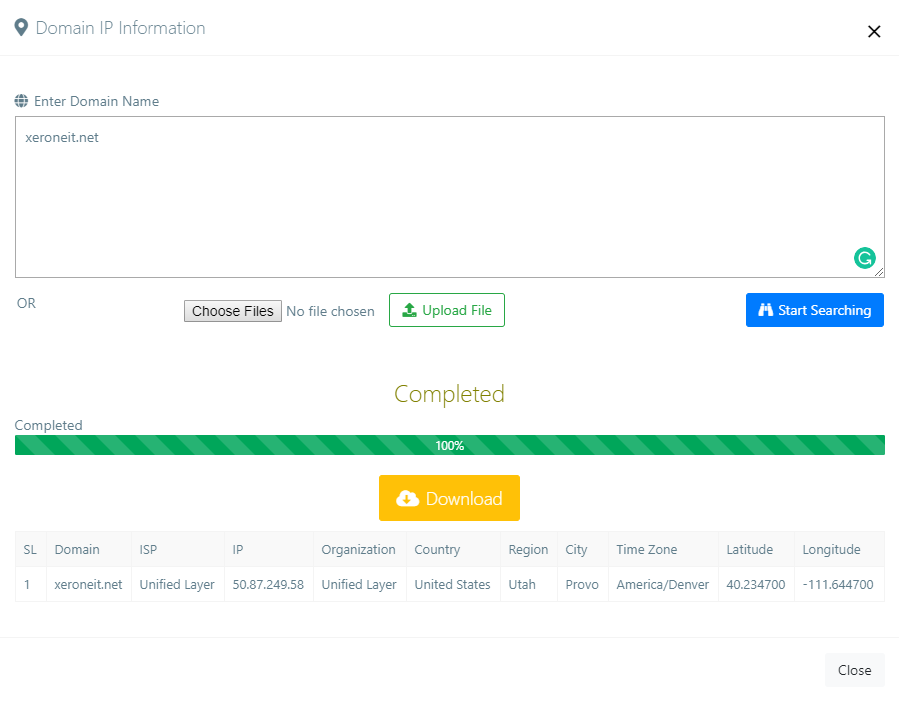 Domain IP Information
Enter Domain Name
xeroneit.net
OR
Choose Files No file chosen Upload File Start Searching
Completed
Completed
100%
Download
SL Domain ISP IP Organization Country Region City Time Zone Latitude Longitude
1 xeroneit.net Unified Layer 50.87.249.58 Unified Layer United States Utah Provo America/Denver 40.234700 -111.644700
Close